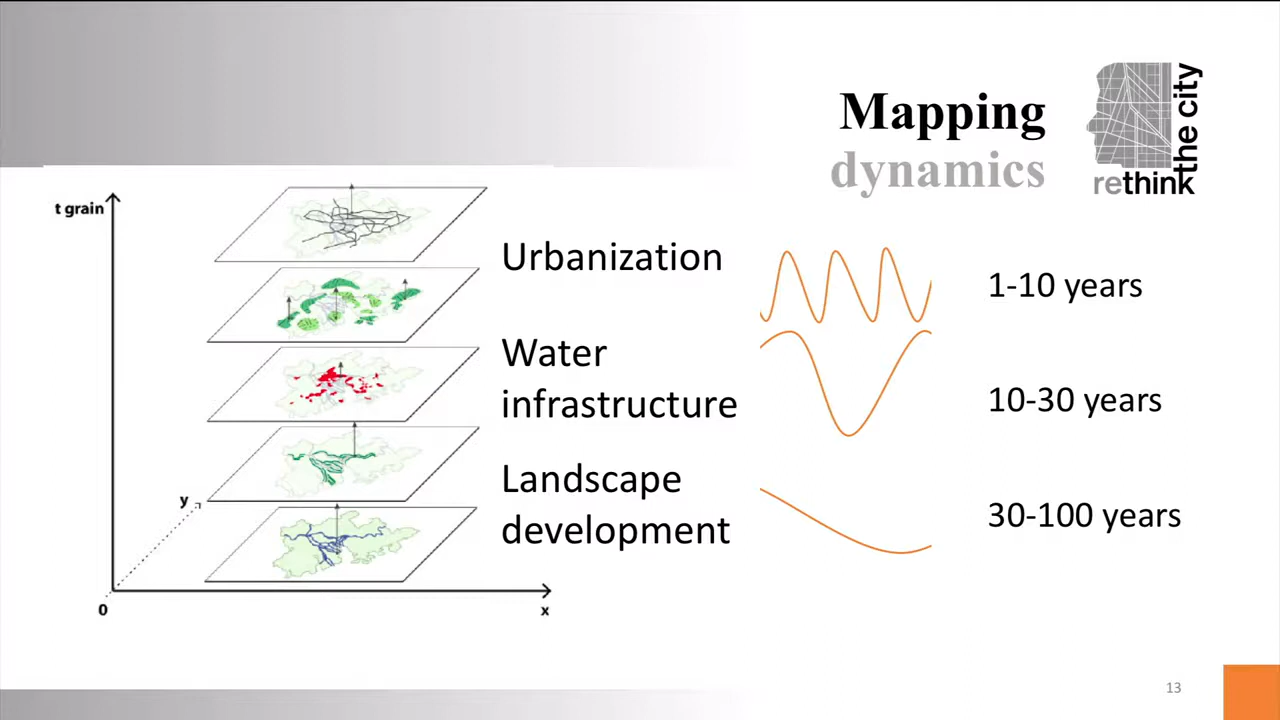 Mapping
dynamics
rethink
the city
t grain
y
0
x
Urbanization
1-10 years
Water
infrastructure
10-30 years
Landscape
development
30-100 years
13